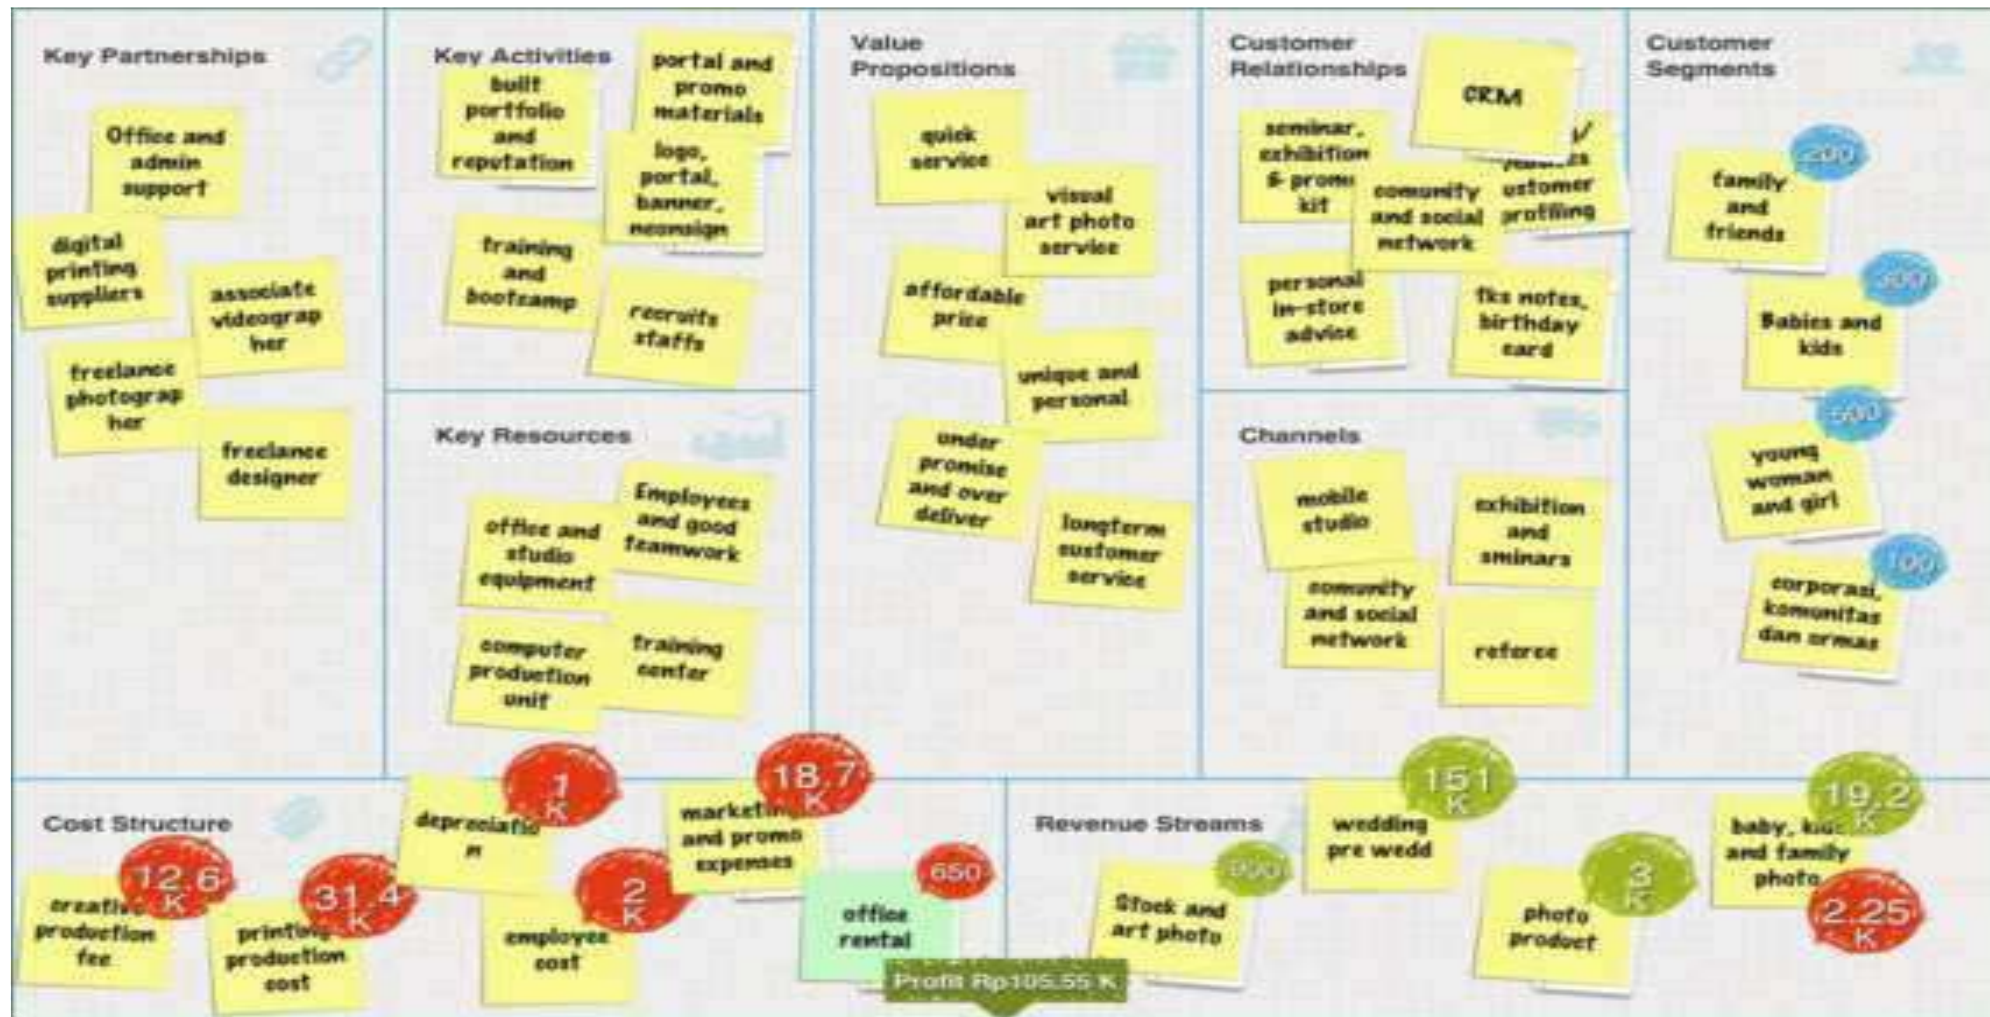 Key Partnerships
Office and
admin
support
digital
printing
suppliers
associate
videograp
her
freelance
photograp
her
freelance
designer
Key Activities
built
portfolio
and
reputation
portal and
promo
materials
logo,
portal,
banner,
neonsign
training
and
bootcamp
recruits
staffs
Key Resources
Employees
and good
teamwork
office and
studio
equipment
computer
production
unit
training
center
Value
Propositions
quick
service
visual
art photo
service
affordable
price
unique and
personal
under
promise
and over
deliver
longterm
customer
service
Customer
Relationships
CRM
seminar,
exhibition
& promo
kit
comunity
and social
network
ustomer
profiling
personal
in-store
advice
birthday
card
Channels
mobile
studio
exhibition
and
sminars
comunity
and social
network
referee
Customer
Segments
200
family
and
friends
Babies and
kids
500
young
woman
and girl
100
corporasi,
komunitas
dan ormas
Cost Structure
12.6
K
creative
production
fee
31.4
K
printing
production
cost
1
K
depreciatio
n
2
K
employee
cost
18.7
K
marketing
and promo
expenses
650
office
rental
Profit Rp105.55 K
Revenue Streams
Stock and
art photo
151
K
wedding
pre wedd
3
K
photo
product
19.2
K
baby, kids
and family
photo
2.25
K